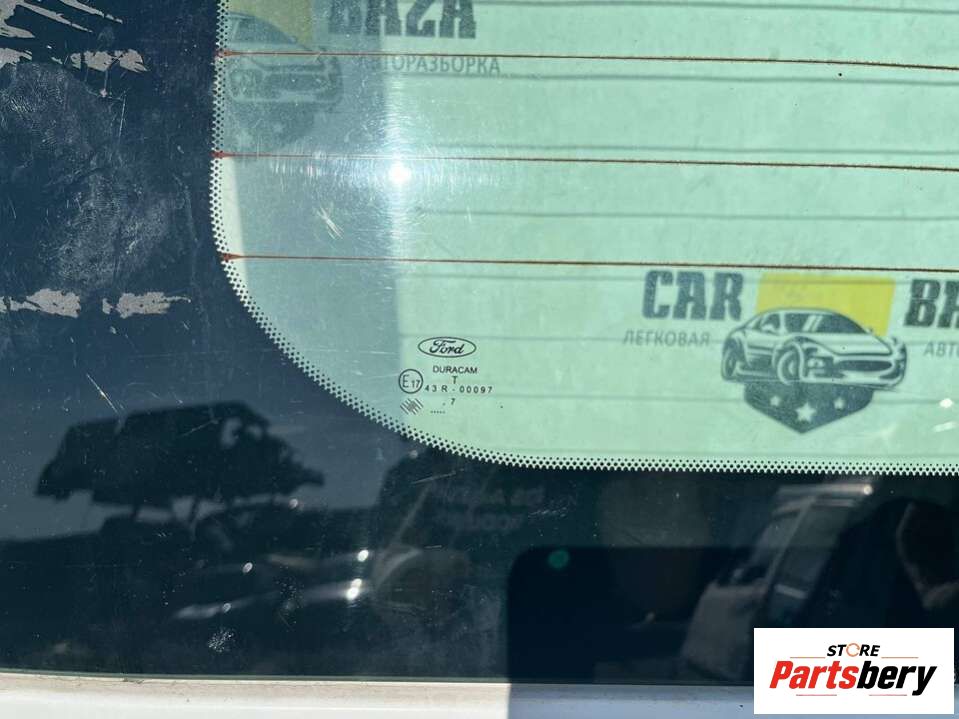 BAZA
АВТОРАЗБОРКА
CAR BA
ЛЕГКОВАЯ АВТО
Ford
DURACAM
T
E17 43R-00097
. 7
.....
STORE
Partsbery